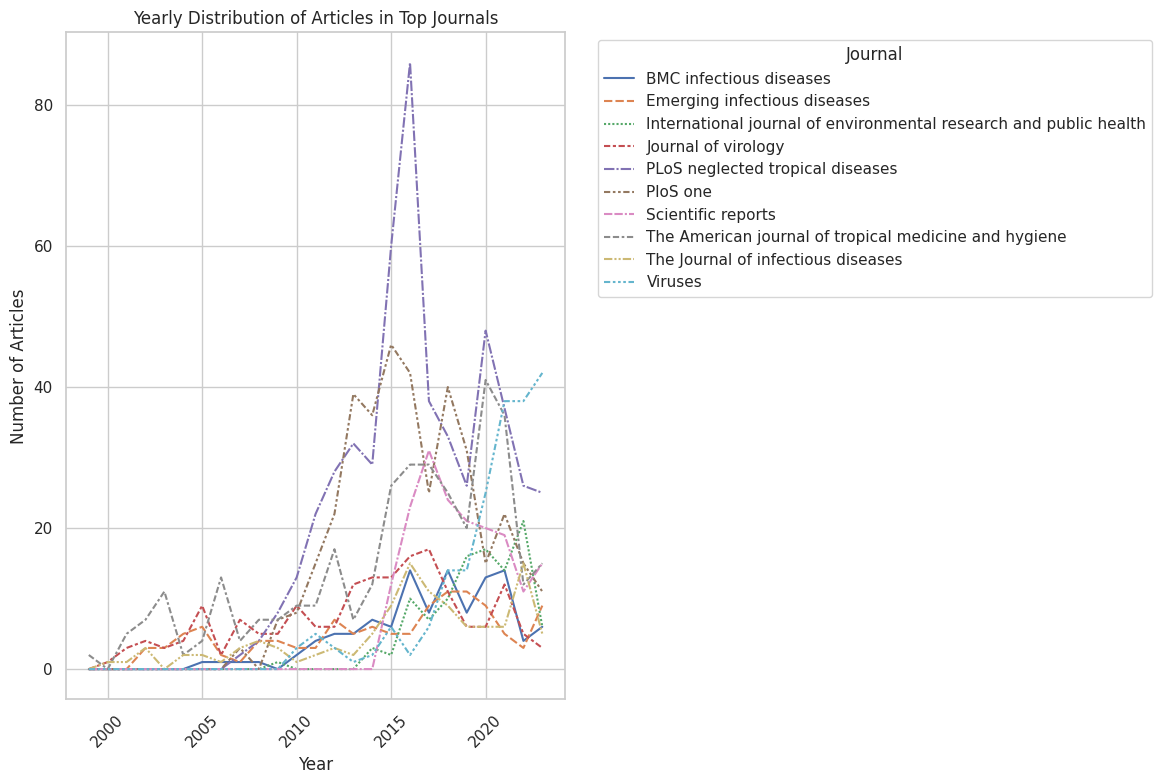 Yearly Distribution of Articles in Top Journals
Number of Articles
80
60
40
20
0
2000
2005
2010
2015
2020
Year
Journal
BMC infectious diseases
Emerging infectious diseases
International journal of environmental research and public health
Journal of virology
PLoS neglected tropical diseases
PloS one
Scientific reports
The American journal of tropical medicine and hygiene
The Journal of infectious diseases
Viruses